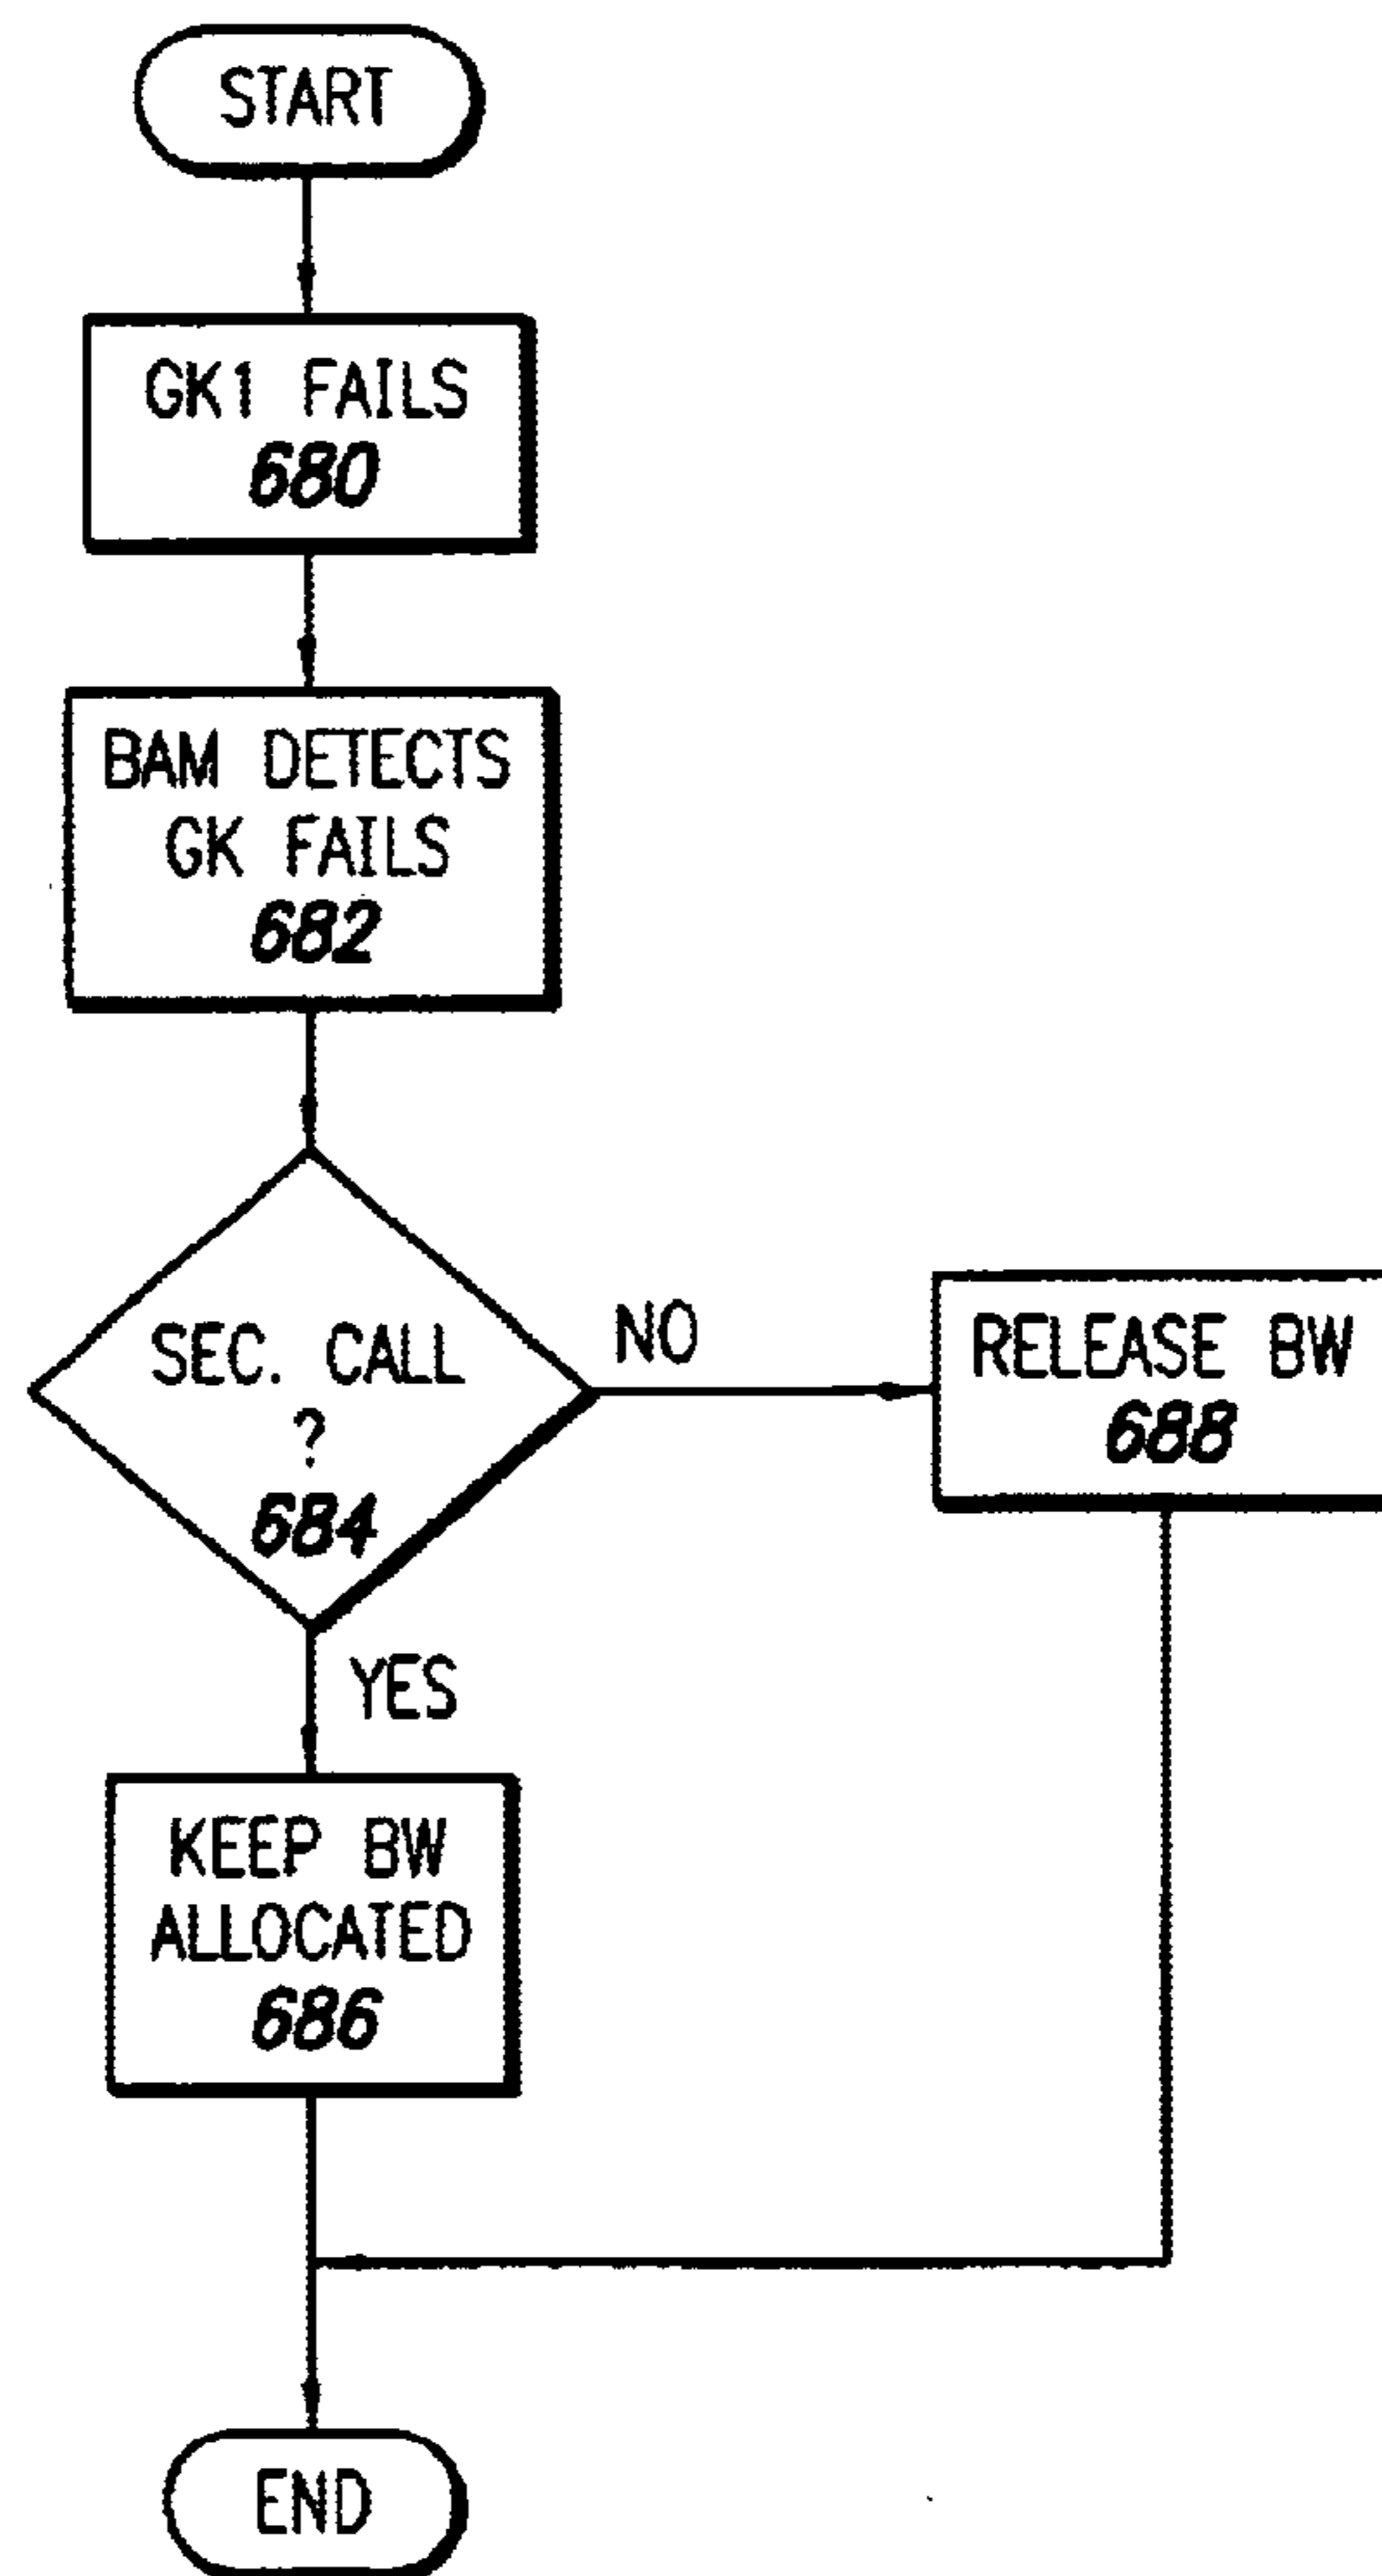 START
GK1 FAILS
680
BAM DETECTS
GK FAILS
682
SEC. CALL
?
684
NO
RELEASE BW
688
YES
KEEP BW
ALLOCATED
686
END